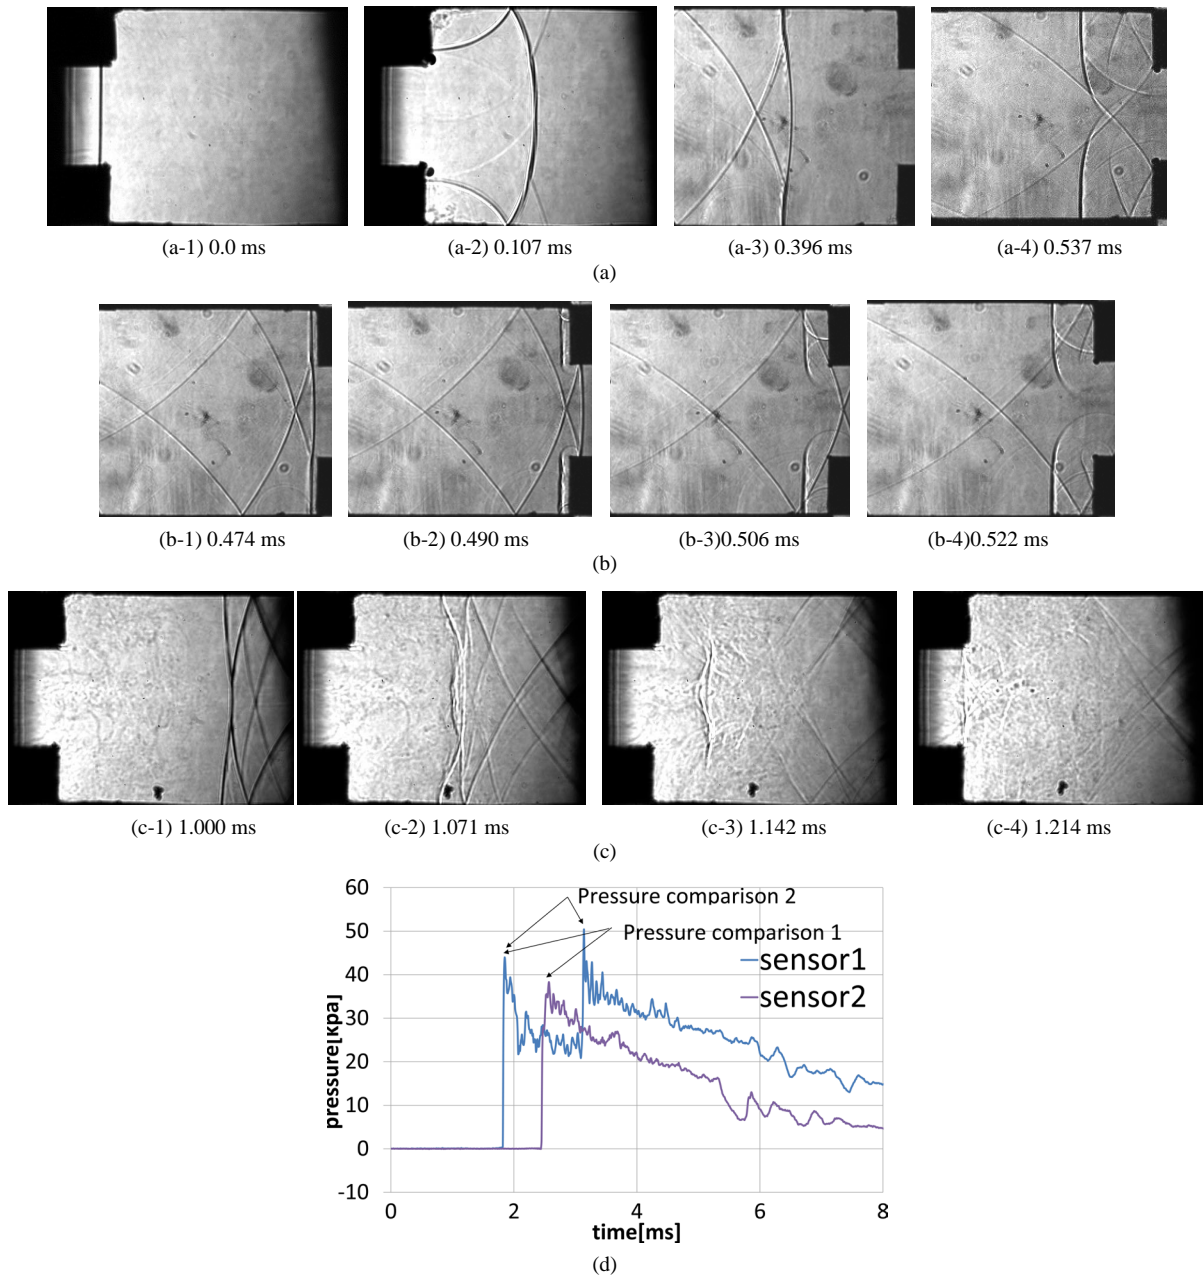 (a-1) 0.0 ms
(a-2) 0.107 ms
(a-3) 0.396 ms
(a-4) 0.537 ms
(a)
(b-1) 0.474 ms
(b-2) 0.490 ms
(b-3)0.506 ms
(b-4)0.522 ms
(b)
(c-1) 1.000 ms
(c-2) 1.071 ms
(c-3) 1.142 ms
(c-4) 1.214 ms
(c)
60
50
40
30
20
10
0
-10
pressure[kpa]
Pressure comparison 2
Pressure comparison 1
sensor1
sensor2
0
2
4
6
8
time[ms]
(d)